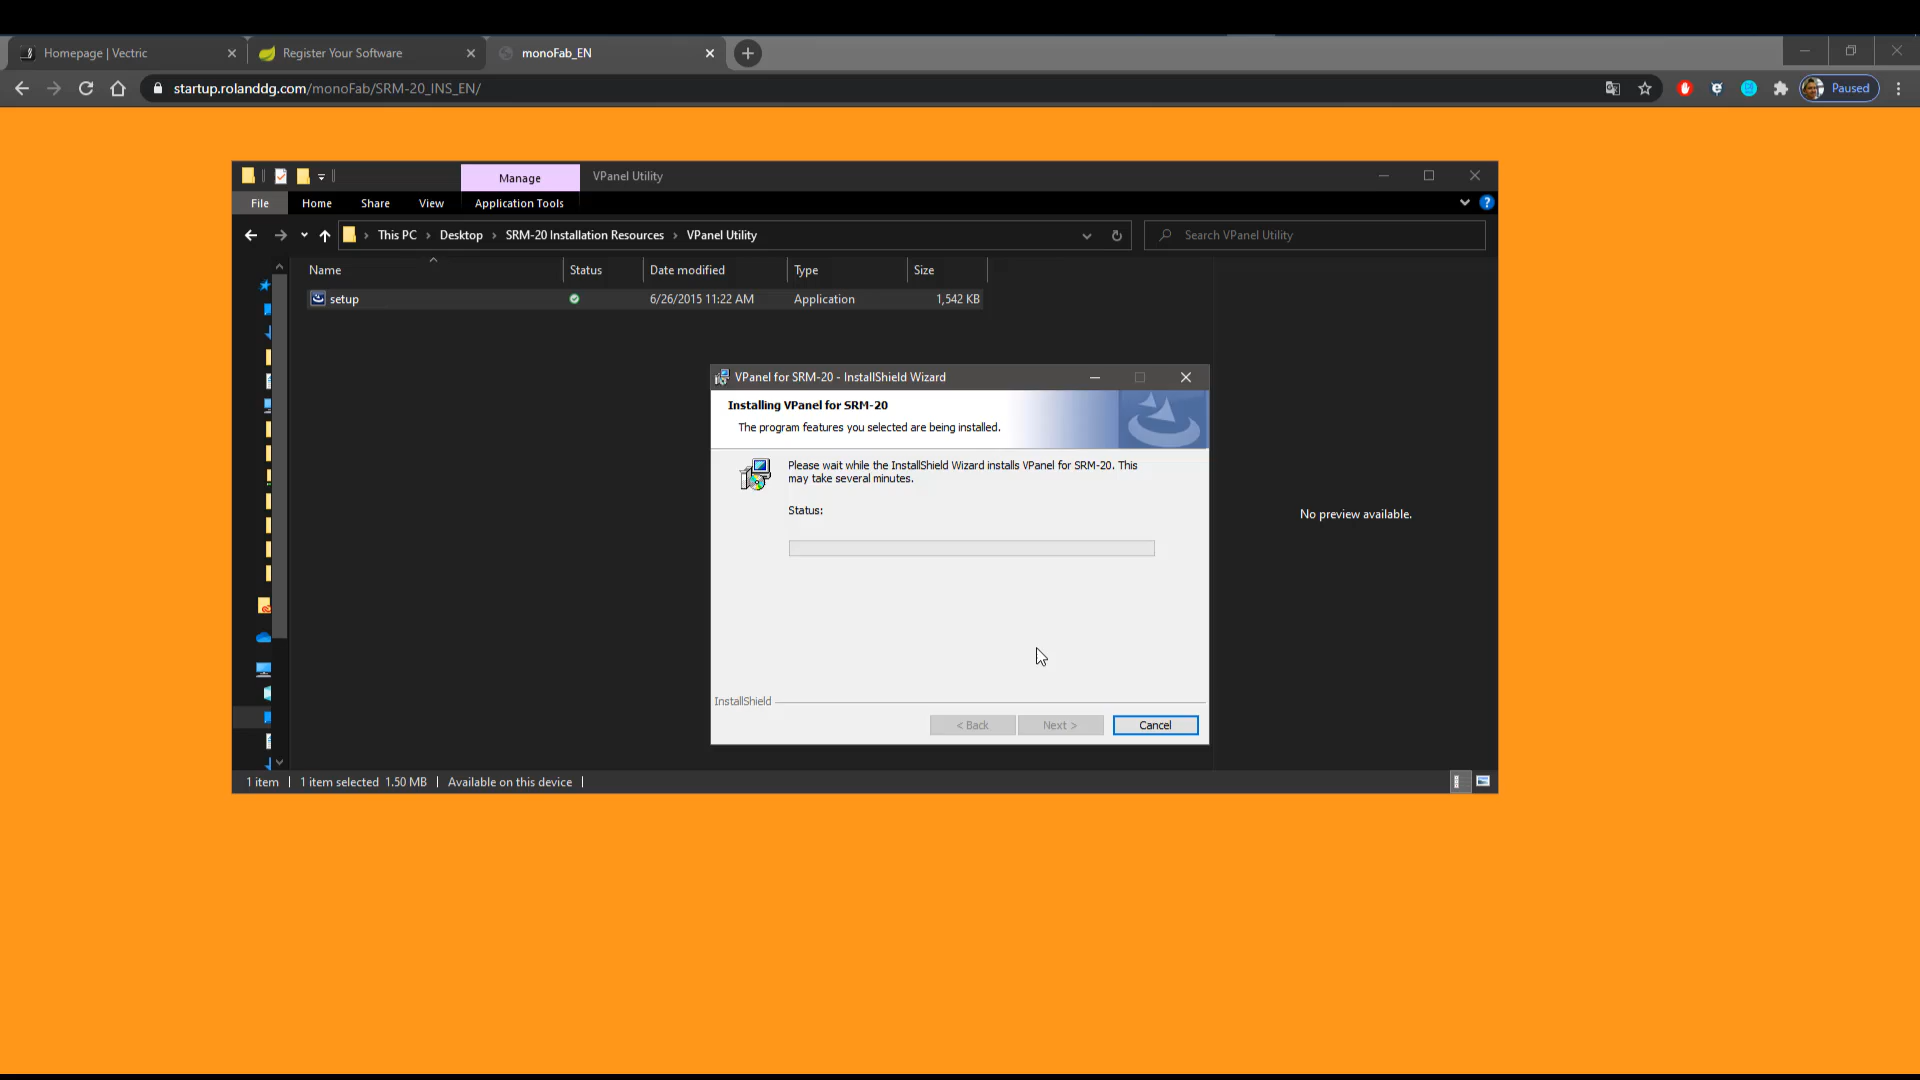 Homepage | Vectric
Register Your Software
monoFab_EN
startup.rolanddg.com/monoFab/SRM-20_INS_EN/
Paused
Manage
VPanel Utility
File
Home
Share
View
Application Tools
This PC
Desktop
SRM-20 Installation Resources
VPanel Utility
Search VPanel Utility
Name
Status
Date modified
Type
Size
setup
6/26/2015 11:22 AM
Application
1,542 KB
VPanel for SRM-20 - InstallShield Wizard
Installing VPanel for SRM-20
The program features you selected are being installed.
Please wait while the InstallShield Wizard installs VPanel for SRM-20. This
may take several minutes.
Status:
No preview available.
InstallShield
< Back
Next >
Cancel
1 item
1 item selected 1.50 MB
Available on this device